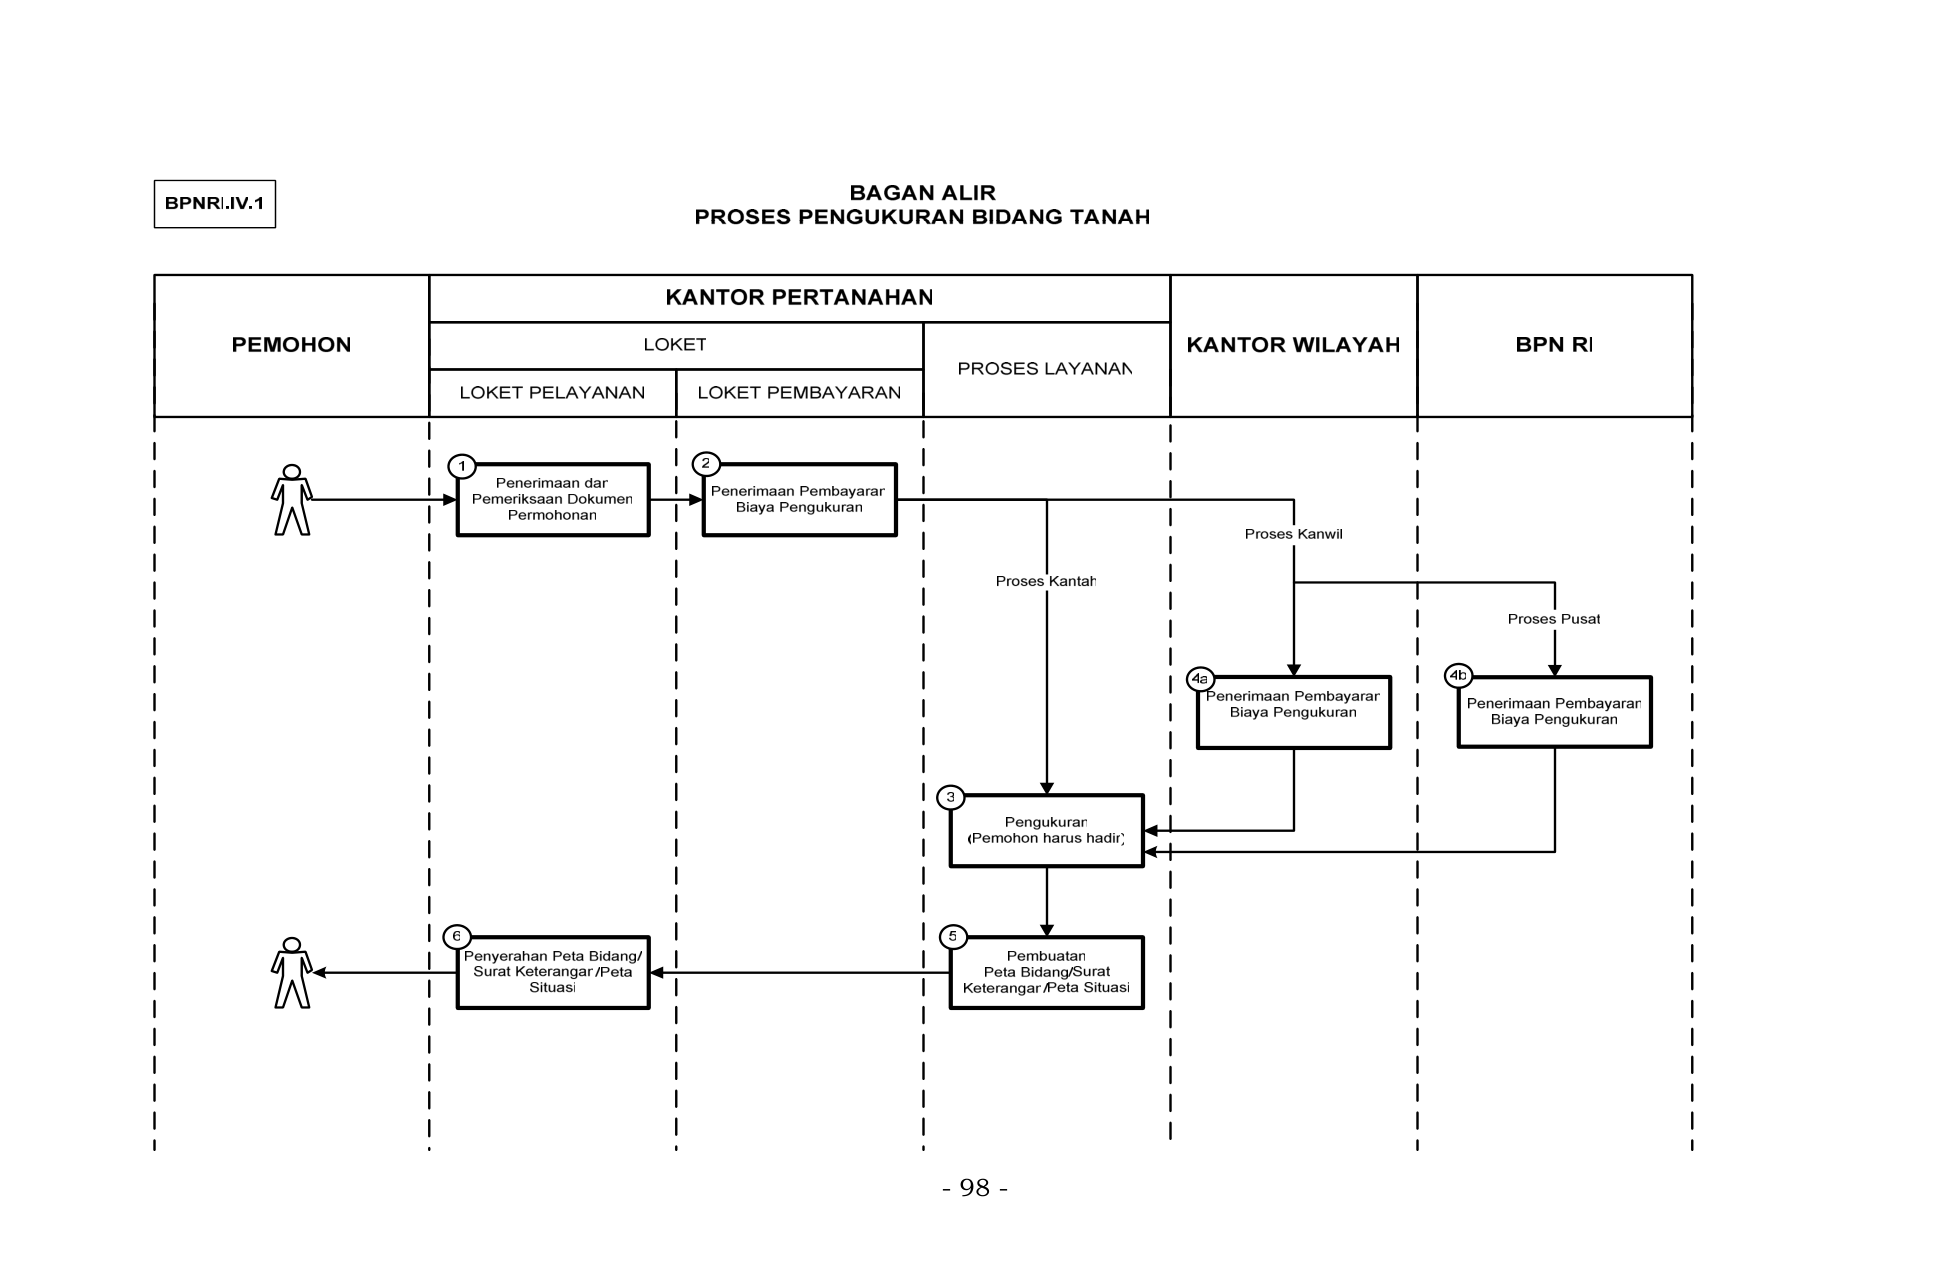 BPNRI.IV.1
BAGAN ALIR
PROSES PENGUKURAN BIDANG TANAH
PEMOHON
KANTOR PERTANAHAN
LOKET
LOKET PELAYANAN
LOKET PEMBAYARAN
PROSES LAYANAN
KANTOR WILAYAH
BPN RI
1
Penerimaan dan
Pemeriksaan Dokumen
Permohonan
2
Penerimaan Pembayaran
Biaya Pengukuran
Proses Kanwil
Proses Kantah
Proses Pusat
4a
Penerimaan Pembayaran
Biaya Pengukuran
4b
Penerimaan Pembayaran
Biaya Pengukuran
3
Pengukuran
(Pemohon harus hadir)
6
Penyerahan Peta Bidang/
Surat Keterangan/Peta
Situasi
5
Pembuatan
Peta Bidang/Surat
Keterangan/Peta Situasi
- 98 -